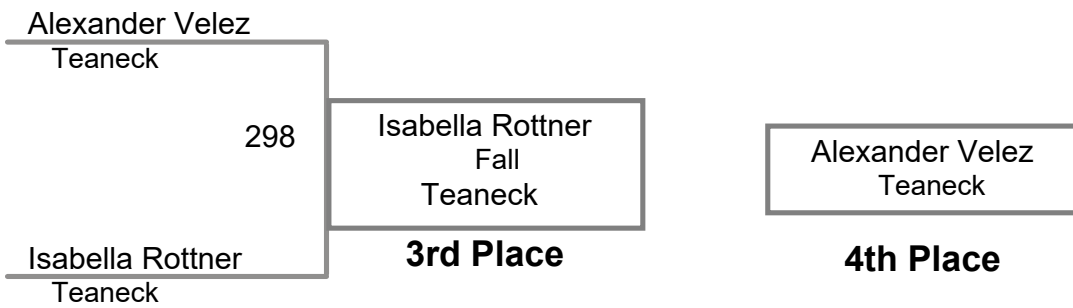 Alexander Velez
Teaneck
298
Isabella Rottner
Fall
Teaneck
3rd Place
Isabella Rottner
Teaneck
Alexander Velez
Teaneck
4th Place